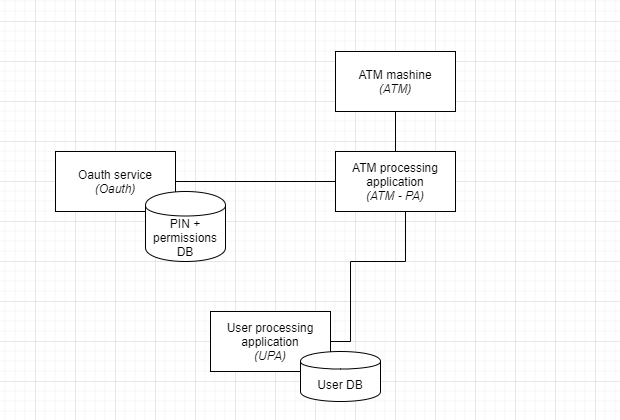 ATM mashine
(ATM)
Oauth service
(Oauth)
ATM processing
application
(ATM - PA)
PIN +
permissions
DB
User processing
application
(UPA)
User DB